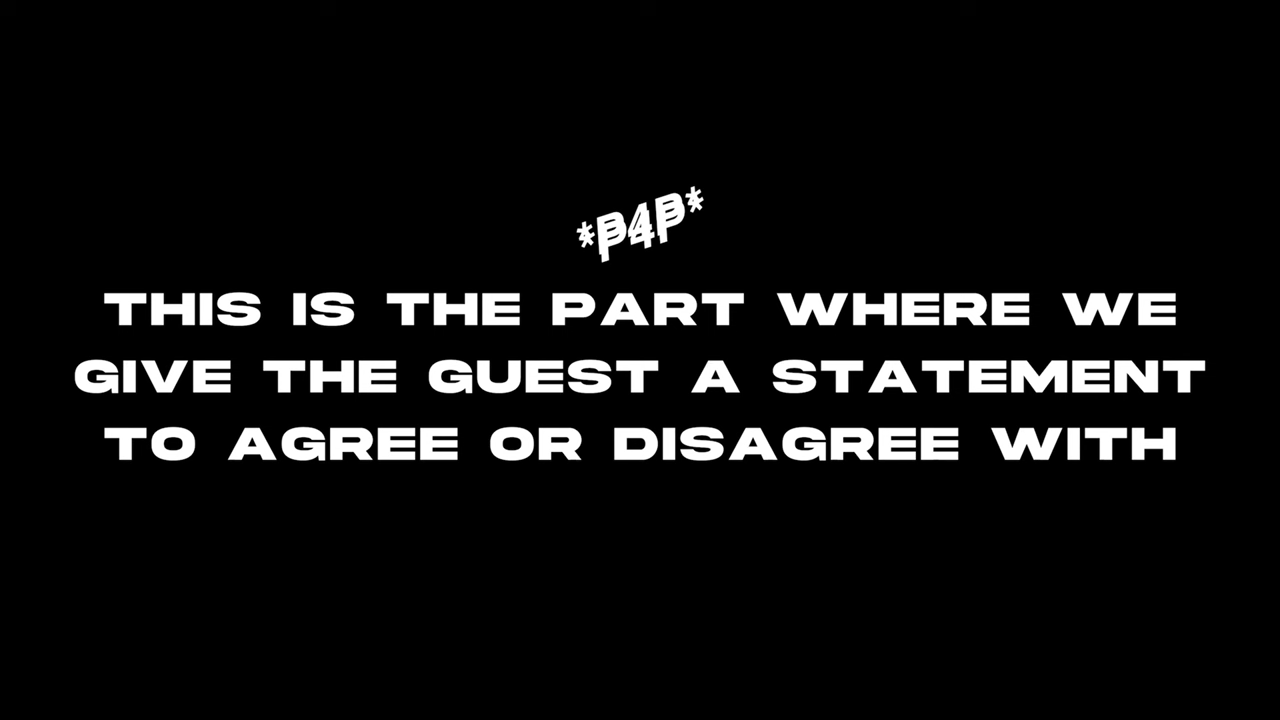 *P4P*
THIS IS THE PART WHERE WE
GIVE THE GUEST A STATEMENT
TO AGREE OR DISAGREE WITH